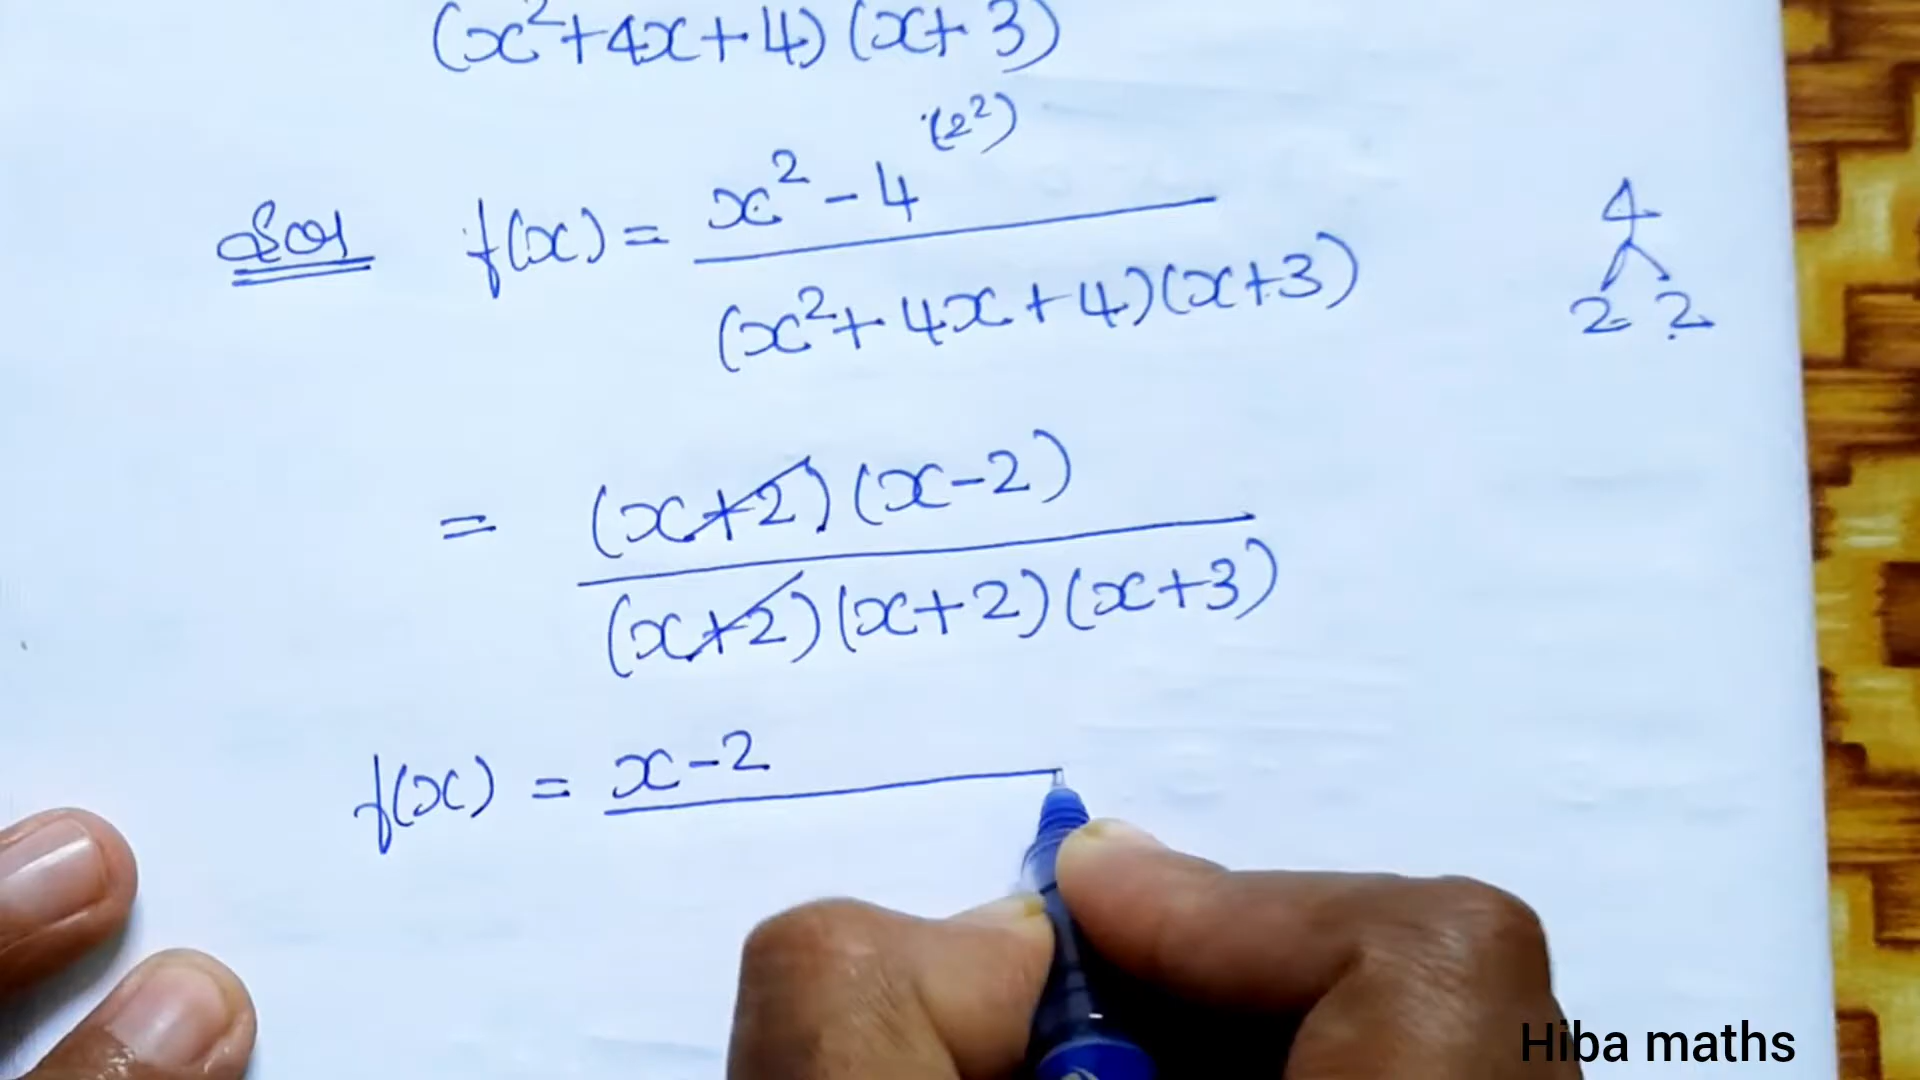 (x²+4x+4)(x+3)
(2²)
Sol f(x) = x² - 4
(x²+4x+4)(x+3)
4
2 2
= (x+2)(x-2)
(x+2)(x+2)(x+3)
f(x) = x-2
Hiba maths